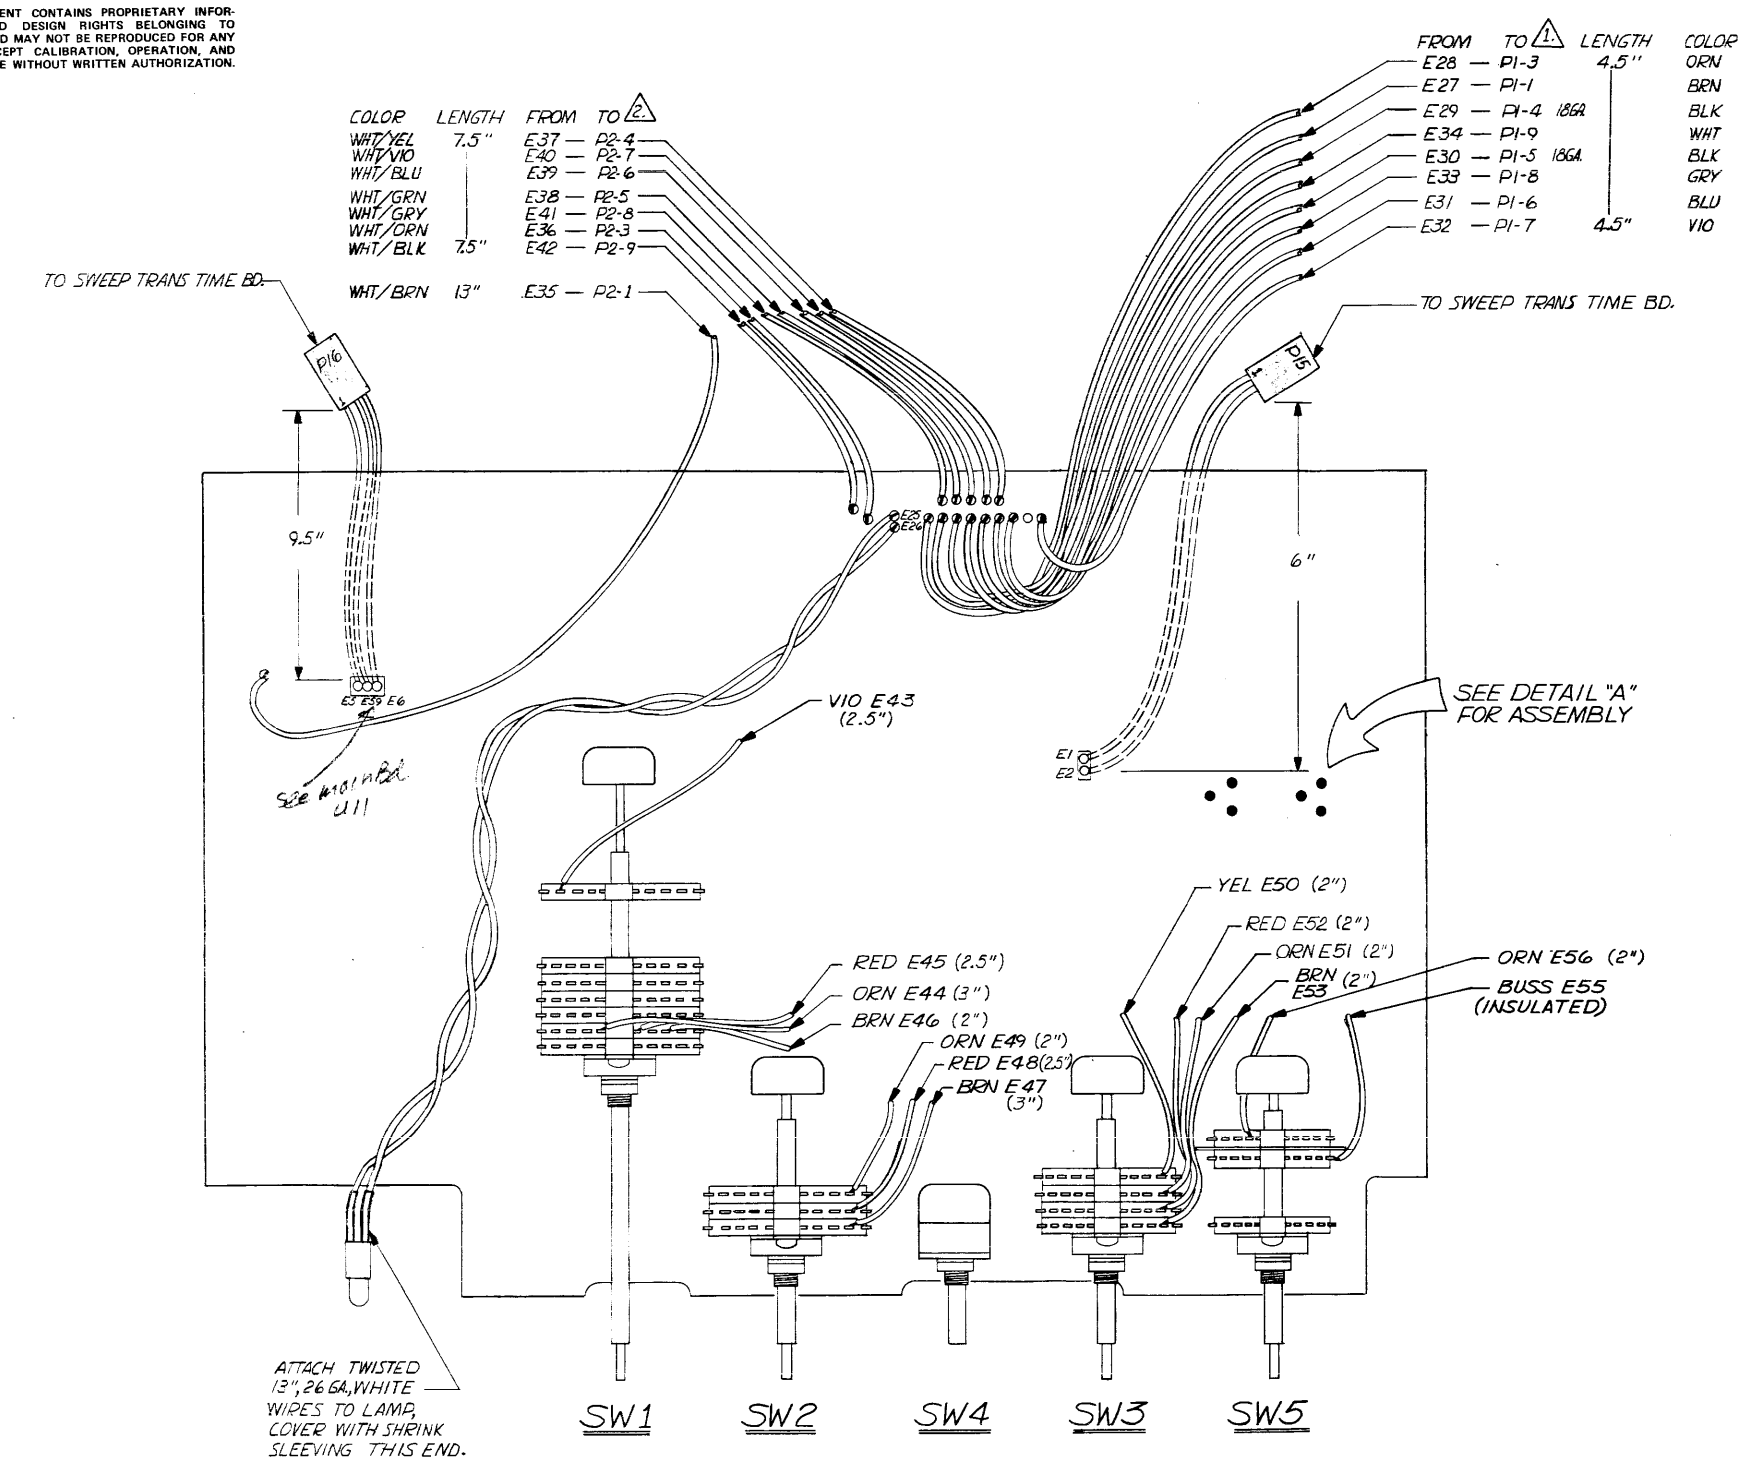 ENT CONTAINS PROPRIETARY INFOR-
D DESIGN RIGHTS BELONGING TO
D MAY NOT BE REPRODUCED FOR ANY
CEPT CALIBRATION, OPERATION, AND
E WITHOUT WRITTEN AUTHORIZATION.
FROM TO 1. LENGTH COLOR
E28 — P1-3 4.5" ORN
E27 — P1-1 BRN
E29 — P1-4 18GA. BLK
E34 — P1-9 WHT
E30 — P1-5 18GA. BLK
E33 — P1-8 GRY
E31 — P1-6 BLU
E32 — P1-7 4.5" VIO
COLOR LENGTH FROM TO 2.
WHT/YEL 7.5" E37 — P2-4
WHT/VIO E40 — P2-7
WHT/BLU E39 — P2-6
WHT/GRN E38 — P2-5
WHT/GRY E41 — P2-8
WHT/ORN E36 — P2-3
WHT/BLK 7.5" E42 — P2-9
WHT/BRN 13" E35 — P2-1
TO SWEEP TRANS TIME BD.
TO SWEEP TRANS TIME BD.
P16
1
P15
1
9.5"
E25
E26
6"
E5 E59 E6
See main Bd
U11
VIO E43
(2.5")
E1
E2
SEE DETAIL "A"
FOR ASSEMBLY
YEL E50 (2")
RED E52 (2")
ORN E51 (2")
BRN (2")
E53
ORN E56 (2")
BUSS E55
(INSULATED)
RED E45 (2.5")
ORN E44 (3")
BRN E46 (2")
ORN E49 (2")
RED E48 (2.5")
BRN E47
(3")
ATTACH TWISTED
13", 26 GA., WHITE
WIRES TO LAMP,
COVER WITH SHRINK
SLEEVING THIS END.
SW1
SW2
SW4
SW3
SW5